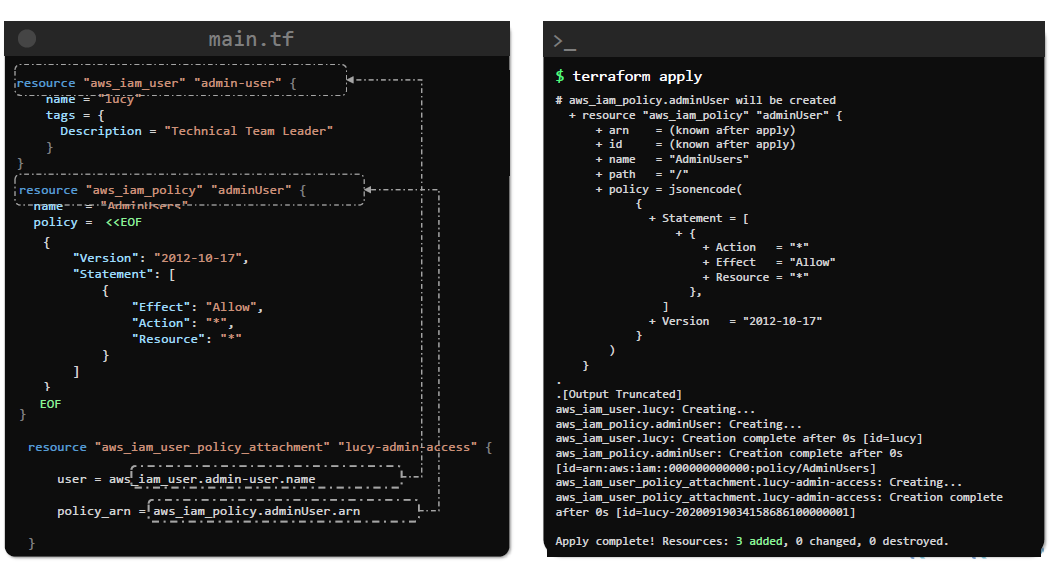 main.tf
resource "aws_iam_user" "admin-user" {
name = "lucy"
tags = {
Description = "Technical Team Leader"
}
}
resource "aws_iam_policy" "adminUser" {
name = "AdminUsers"
policy = <<EOF
{
"Version": "2012-10-17",
"Statement": [
{
"Effect": "Allow",
"Action": "*",
"Resource": "*"
}
]
}
EOF
}
resource "aws_iam_user_policy_attachment" "lucy-admin-access" {
user = aws_iam_user.admin-user.name
policy_arn = aws_iam_policy.adminUser.arn
}
>_
$ terraform apply
# aws_iam_policy.adminUser will be created
+ resource "aws_iam_policy" "adminUser" {
+ arn = (known after apply)
+ id = (known after apply)
+ name = "AdminUsers"
+ path = "/"
+ policy = jsonencode(
{
+ Statement = [
+ {
+ Action = "*"
+ Effect = "Allow"
+ Resource = "*"
},
]
+ Version = "2012-10-17"
}
)
}
.
.[Output Truncated]
aws_iam_user.lucy: Creating...
aws_iam_policy.adminUser: Creating...
aws_iam_user.lucy: Creation complete after 0s [id=lucy]
aws_iam_policy.adminUser: Creation complete after 0s
[id=arn:aws:iam::000000000000:policy/AdminUsers]
aws_iam_user_policy_attachment.lucy-admin-access: Creating...
aws_iam_user_policy_attachment.lucy-admin-access: Creation complete
after 0s [id=lucy-20200919034158686100000001]
Apply complete! Resources: 3 added, 0 changed, 0 destroyed.